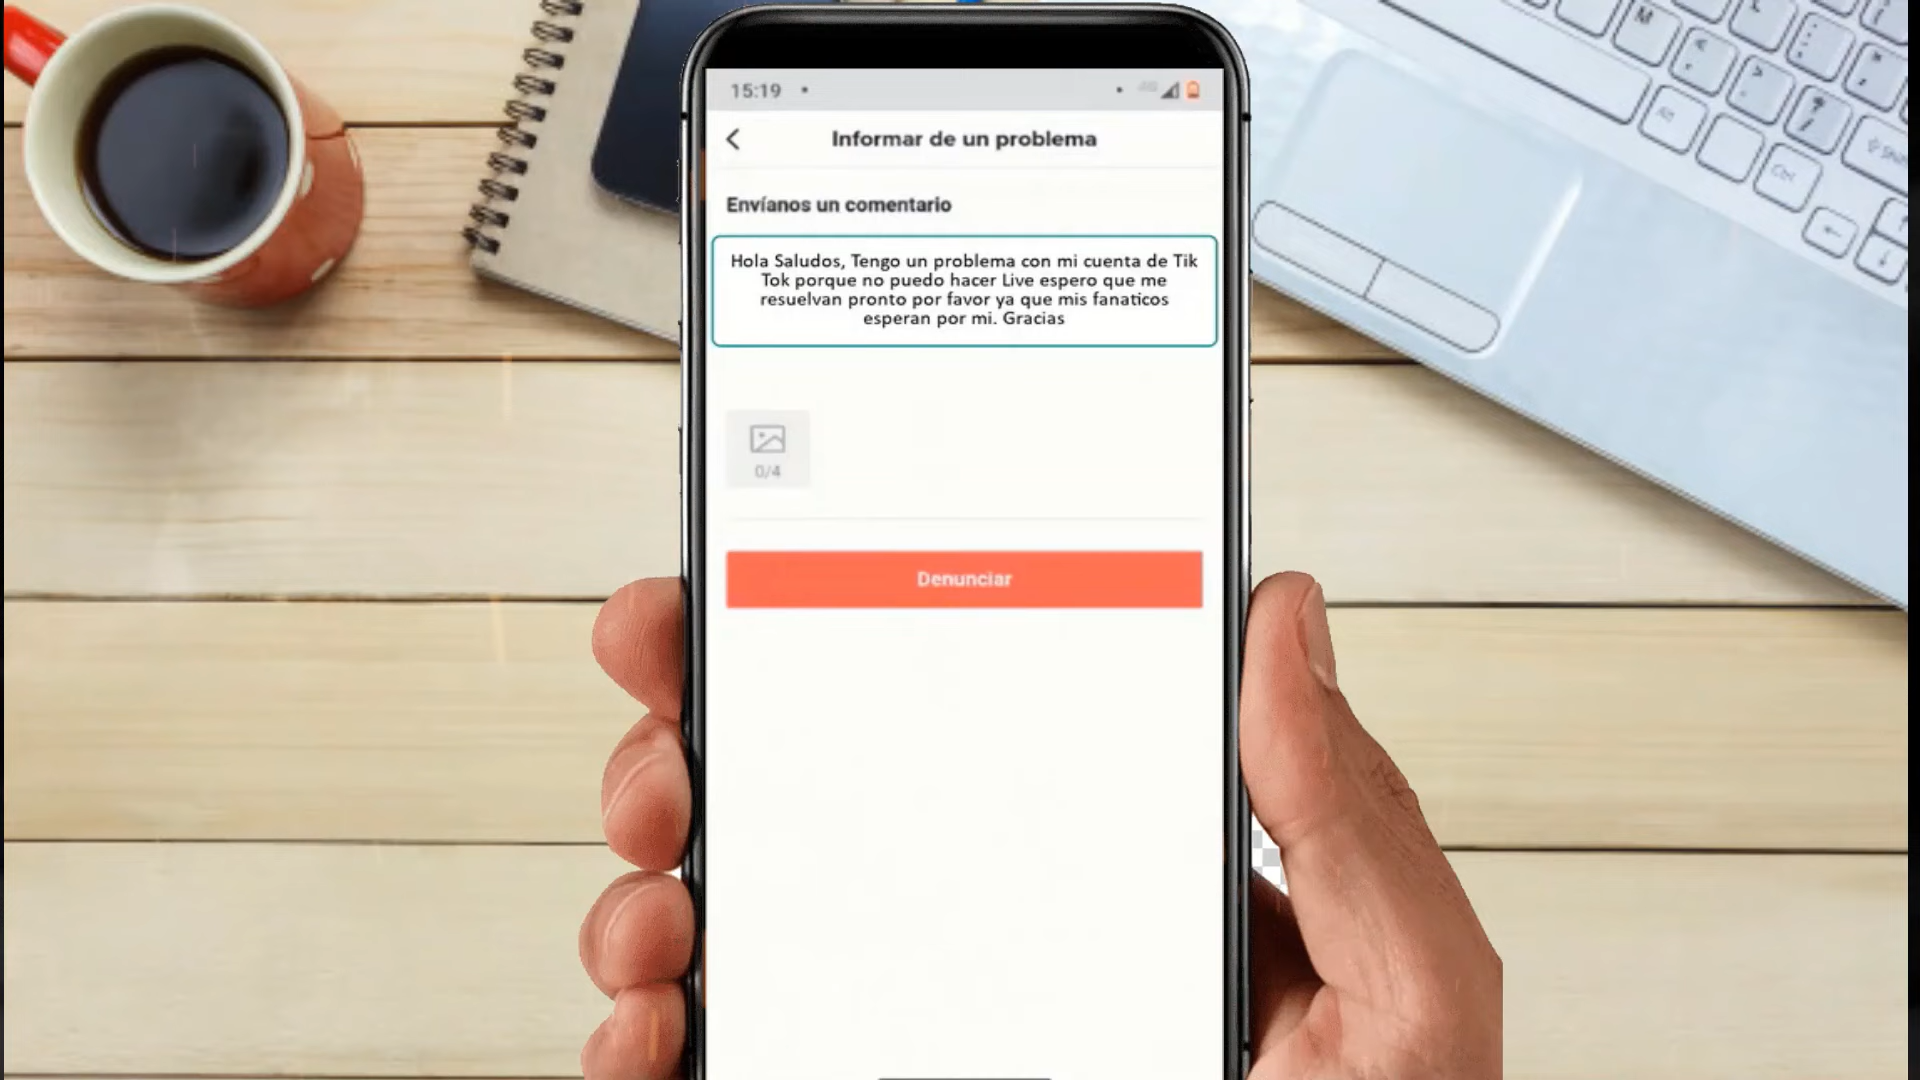 15:19
Informar de un problema
Envíanos un comentario
Hola Saludos, Tengo un problema con mi cuenta de Tik
Tok porque no puedo hacer Live espero que me
resuelvan pronto por favor ya que mis fanaticos
esperan por mi. Gracias
0/4
Denunciar
M
Alt
Ctrl